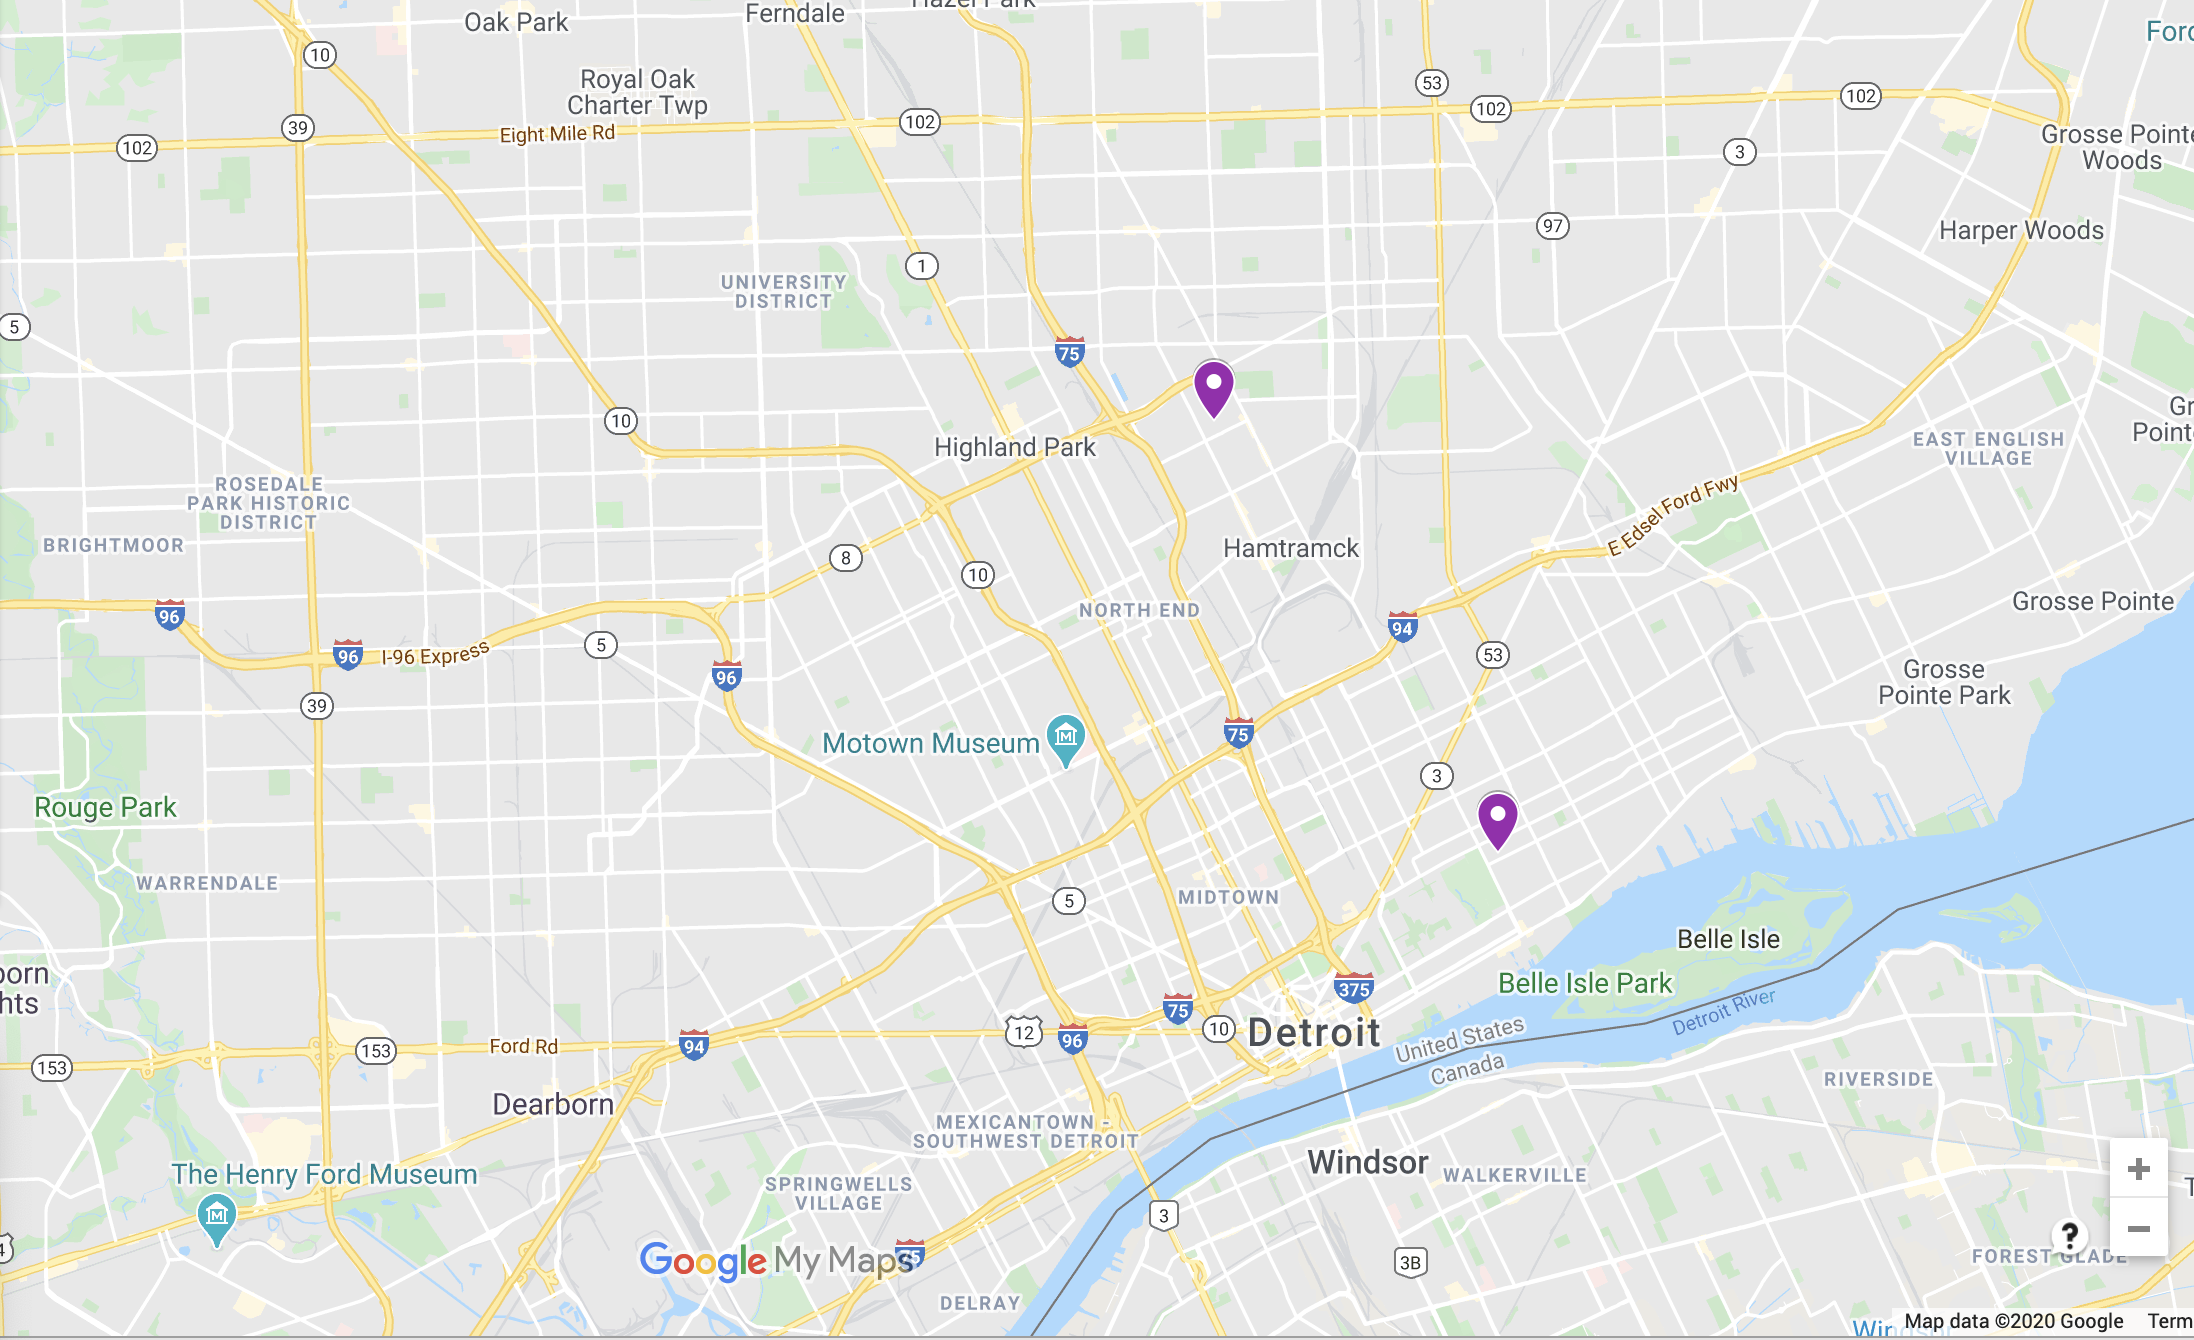 Oak Park
Ferndale
Hazel Park
10
Royal Oak
Charter Twp
53
39
102
Eight Mile Rd
102
102
102
3
Grosse Pointe
Woods
97
Harper Woods
1
UNIVERSITY
DISTRICT
5
75
10
Highland Park
EAST ENGLISH
VILLAGE
ROSEDALE
PARK HISTORIC
DISTRICT
E Edsel Ford Fwy
BRIGHTMOOR
8
10
Hamtramck
96
NORTH END
94
Grosse Pointe
96
I-96 Express
5
96
53
Grosse
Pointe Park
39
Motown Museum
75
3
Rouge Park
WARRENDALE
5
MIDTOWN
Belle Isle
Belle Isle Park
375
75
Detroit River
12
96
10
Detroit
United States
Canada
153
153
Ford Rd
94
RIVERSIDE
Dearborn
MEXICANTOWN -
SOUTHWEST DETROIT
The Henry Ford Museum
Windsor
WALKERVILLE
SPRINGWELLS
VILLAGE
3
Google My Maps
3B
?
FOREST GLADE
DELRAY
Map data ©2020 Google
Term